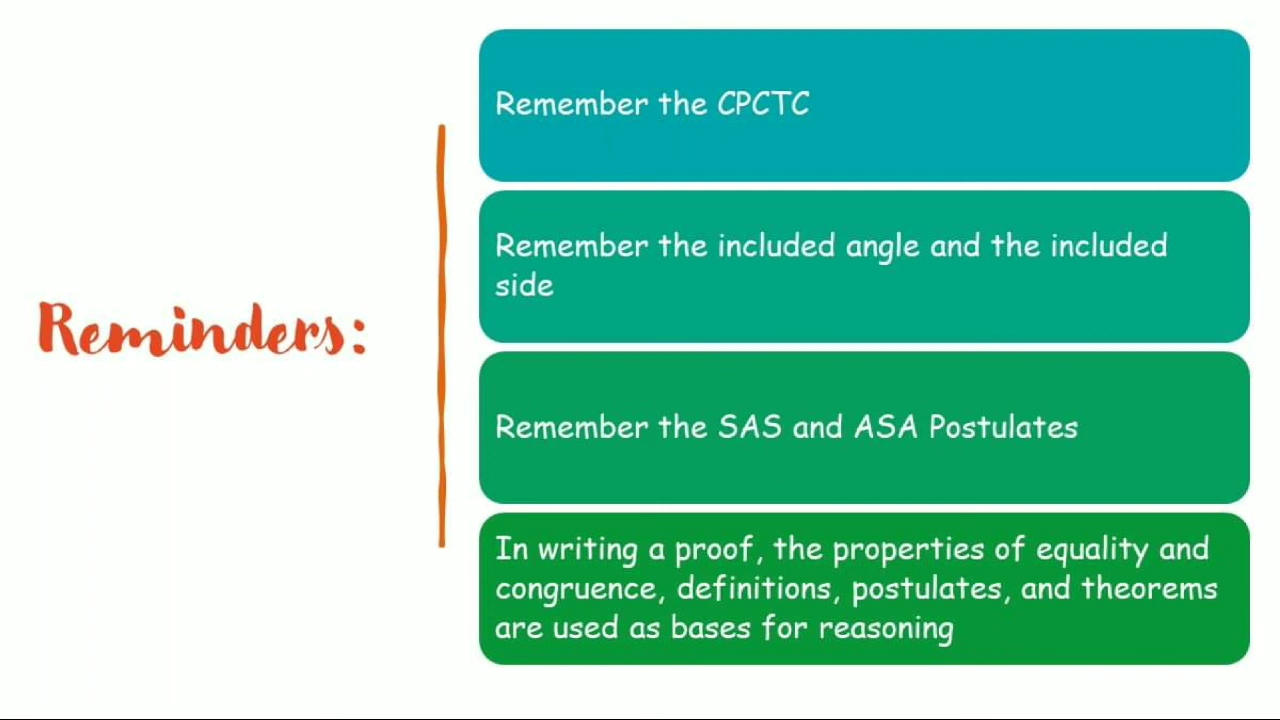 Reminders:
Remember the CPCTC
Remember the included angle and the included
side
Remember the SAS and ASA Postulates
In writing a proof, the properties of equality and
congruence, definitions, postulates, and theorems
are used as bases for reasoning